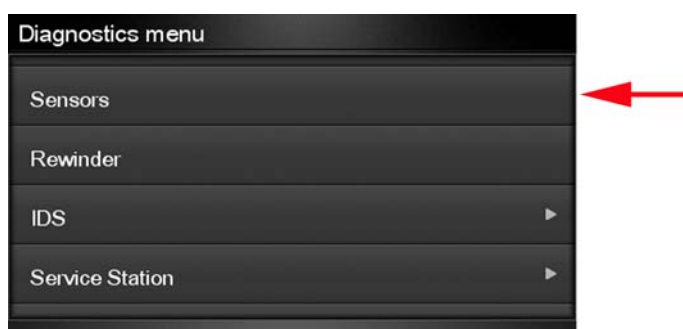 Diagnostics menu
Sensors
Rewinder
IDS
Service Station